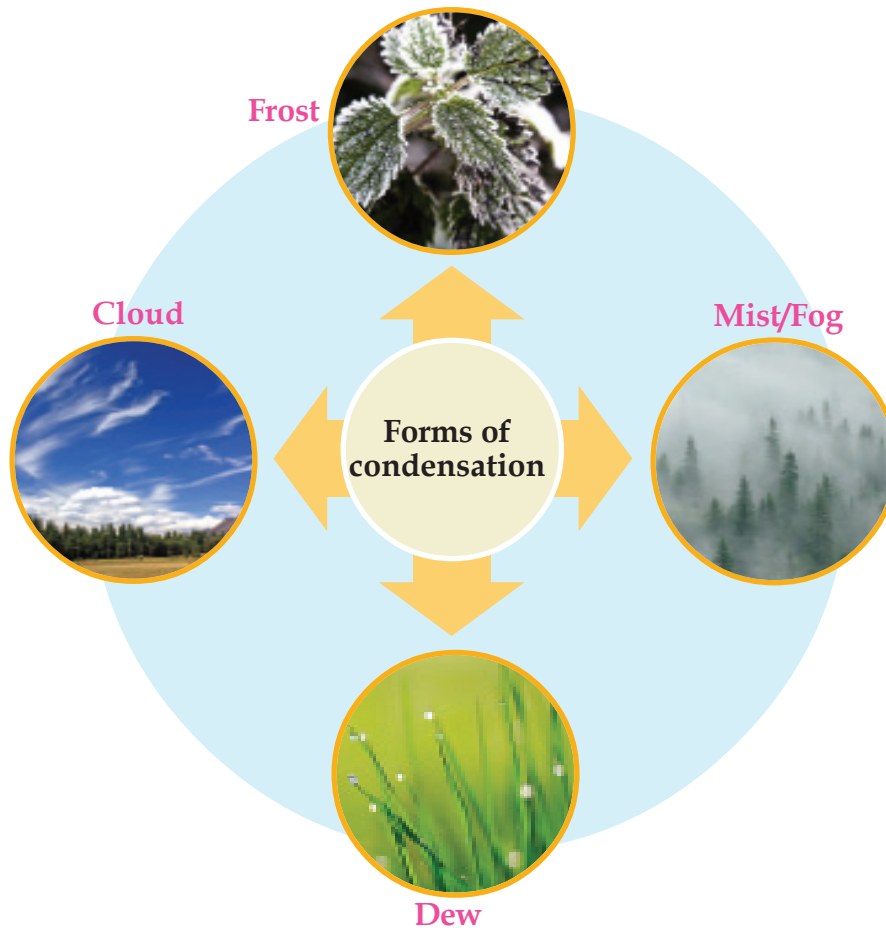 Frost
Cloud
Mist/Fog
Forms of
condensation
Dew